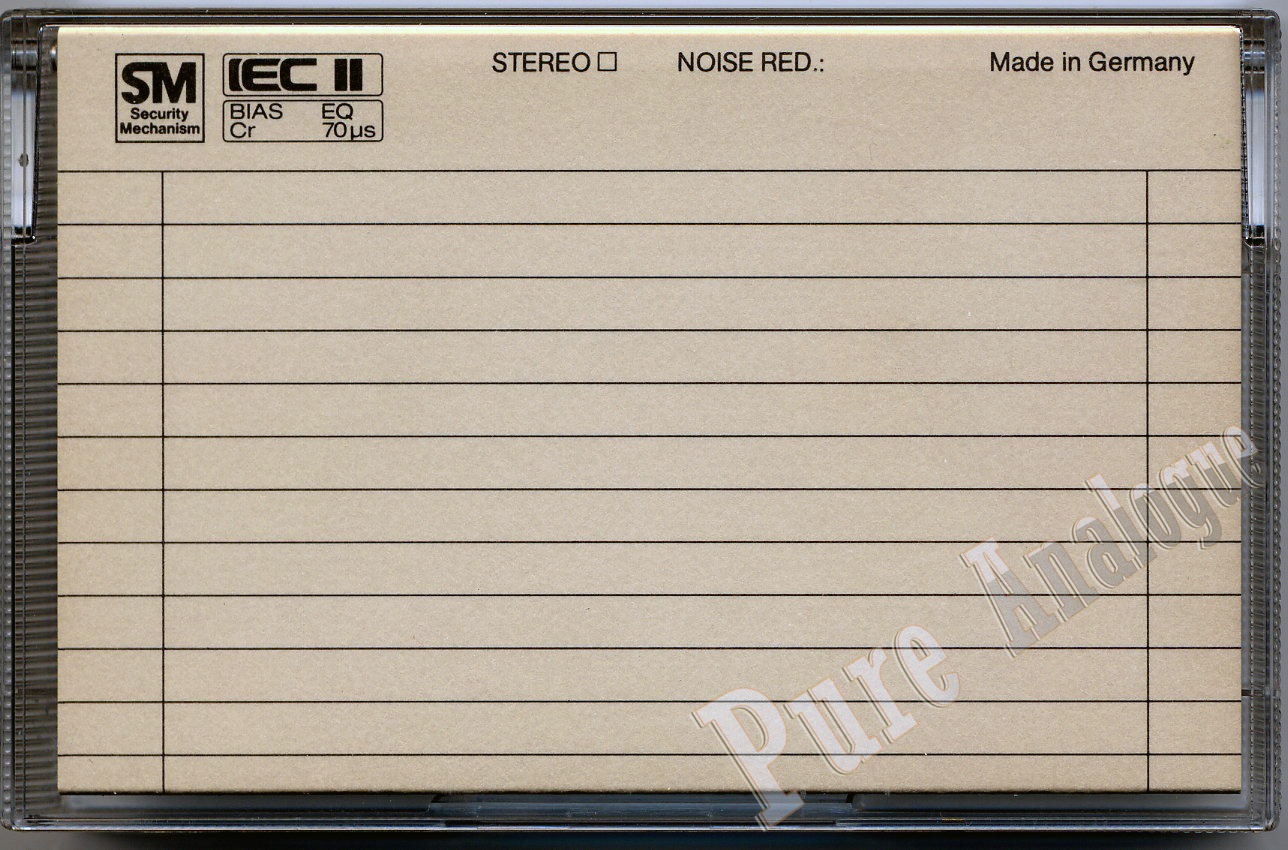 SM
Security
Mechanism
IEC II
BIAS EQ
Cr 70µs
STEREO □ NOISE RED.: Made in Germany
Pure Analogue